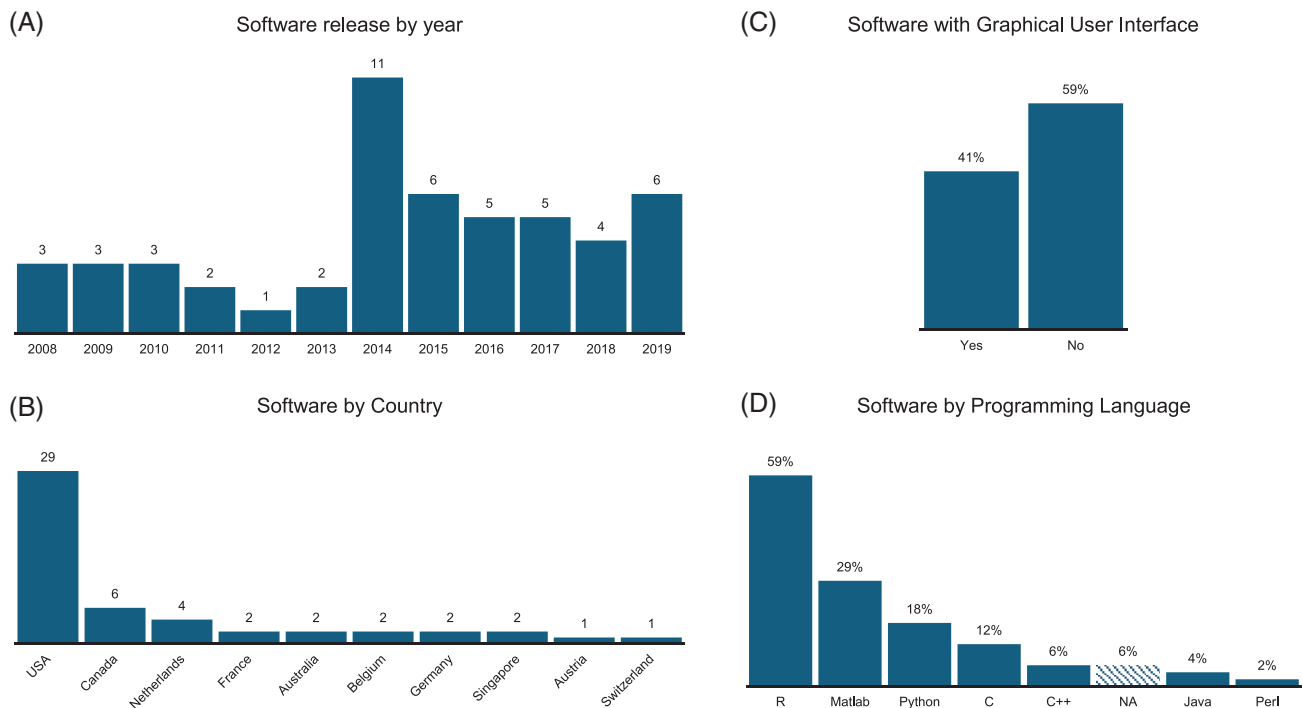 (A)
Software release by year
3
3
3
2
1
2
11
6
5
5
4
6
2008 2009 2010 2011 2012 2013 2014 2015 2016 2017 2018 2019
(B)
Software by Country
29
6
4
2
2
2
2
2
1
1
USA Canada Netherlands France Australia Belgium Germany Singapore Austria Switzerland
(C)
Software with Graphical User Interface
41%
59%
Yes No
(D)
Software by Programming Language
59%
29%
18%
12%
6%
6%
4%
2%
R Matlab Python C C++ NA Java Perl